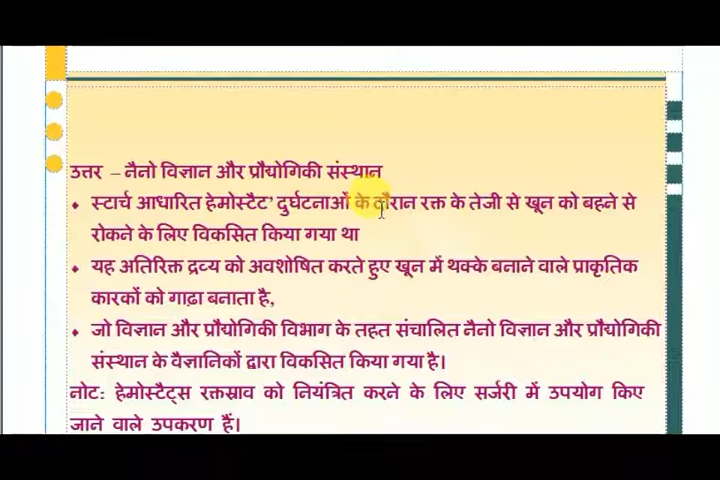 उत्तर – नैनो विज्ञान और प्रौद्योगिकी संस्थान
♦ स्टार्च आधारित हेमोस्टैट’ दुर्घटनाओं के दौरान रक्त के तेजी से खून को बहने से
रोकने के लिए विकसित किया गया था
♦ यह अतिरिक्त द्रव्य को अवशोषित करते हुए खून में थक्के बनाने वाले प्राकृतिक
कारकों को गाढ़ा बनाता है,
♦ जो विज्ञान और प्रौद्योगिकी विभाग के तहत संचालित नैनो विज्ञान और प्रौद्योगिकी
संस्थान के वैज्ञानिकों द्वारा विकसित किया गया है।
नोट: हेमोस्टैट्स रक्तस्राव को नियंत्रित करने के लिए सर्जरी में उपयोग किए
जाने वाले उपकरण हैं।